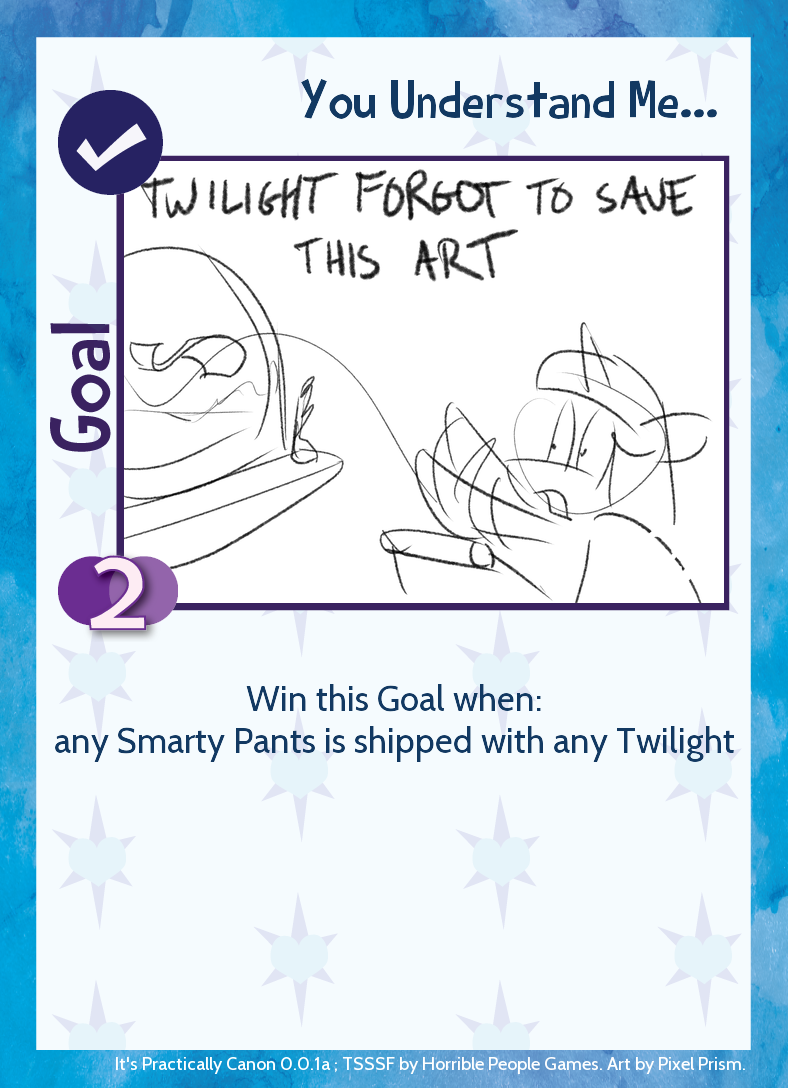 You Understand Me...
TWILIGHT FORGOT TO SAVE
THIS ART
Goal
2
Win this Goal when:
any Smarty Pants is shipped with any Twilight
It's Practically Canon 0.0.1a ; TSSSF by Horrible People Games. Art by Pixel Prism.